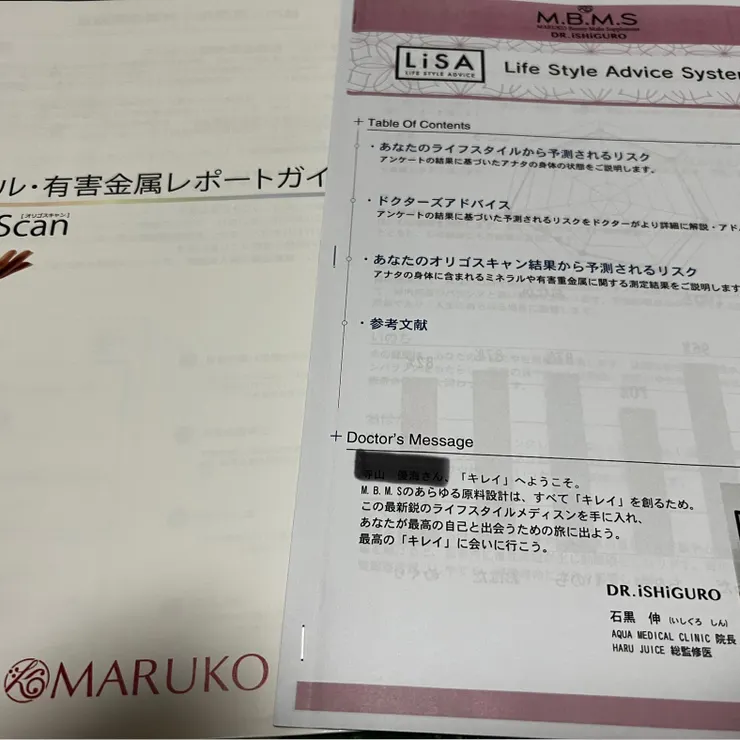 ル・有害金属レポートガイ
[オリゴスキャン]
Scan
MARUKO
M.B.M.S
MARUKO Beauty Make Supplement
DR.iSHiGURO
LiSA
LIFE STYLE ADVICE
Life Style Advice System
+ Table Of Contents
・あなたのライフスタイルから予測されるリスク
アンケートの結果に基づいたアナタの身体の状態をご説明します。
・ドクターズアドバイス
アンケートの結果に基づいた予測されるリスクをドクターがより詳細に解説・アド
・あなたのオリゴスキャン結果から予測されるリスク
アナタの身体に含まれるミネラルや有害重金属に関する測定結果をご説明します
・参考文献
+ Doctor's Message
さん、「キレイ」へようこそ。
M.B.M.Sのあらゆる原料設計は、すべて「キレイ」を創るため。
この最新鋭のライフスタイルメディスンを手に入れ、
あなたが最高の自己と出会うための旅に出よう。
最高の「キレイ」に会いに行こう。
DR.iSHiGURO
石黒 伸 (いしぐろ しん)
AQUA MEDICAL CLINIC 院長
HARU JUICE 総監修医